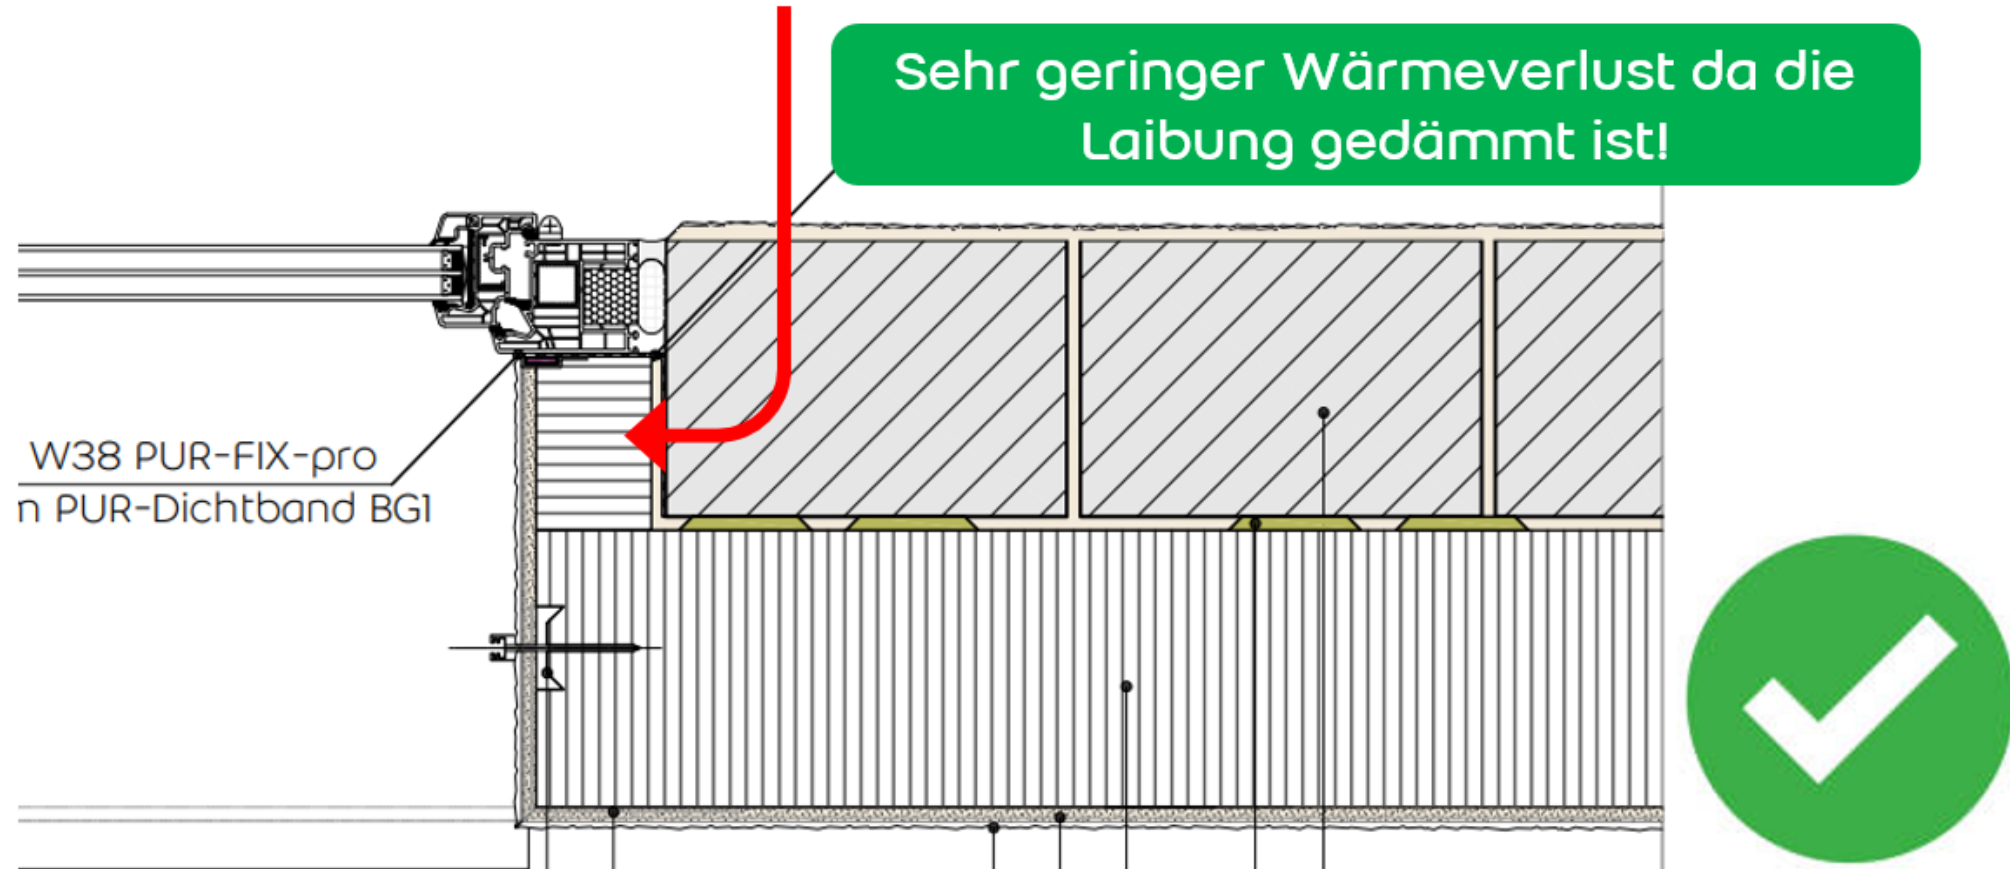 Sehr geringer Wärmeverlust da die
Laibung gedämmt ist!
W38 PUR-FIX-pro
PUR-Dichtband BG1